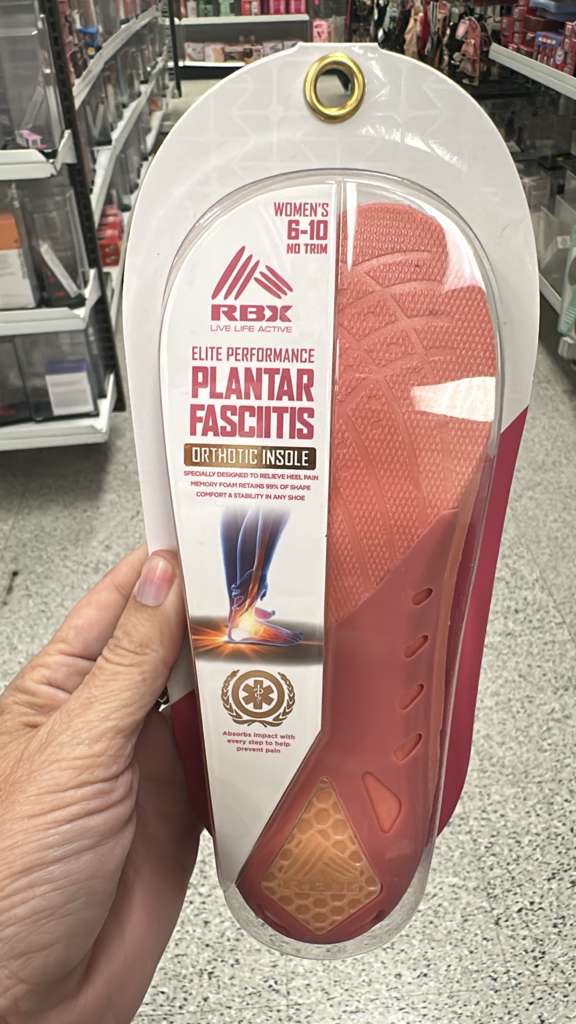 WOMEN'S
6-10
NO TRIM
RBX
LIVE LIFE ACTIVE
ELITE PERFORMANCE
PLANTAR
FASCIITIS
ORTHOTIC INSOLE
SPECIALLY DESIGNED TO RELIEVE HEEL PAIN
MEMORY FOAM RETAINS 99% OF SHAPE
COMFORT & STABILITY IN ANY SHOE
Absorbs impact with
every step to help
prevent pain
RBX